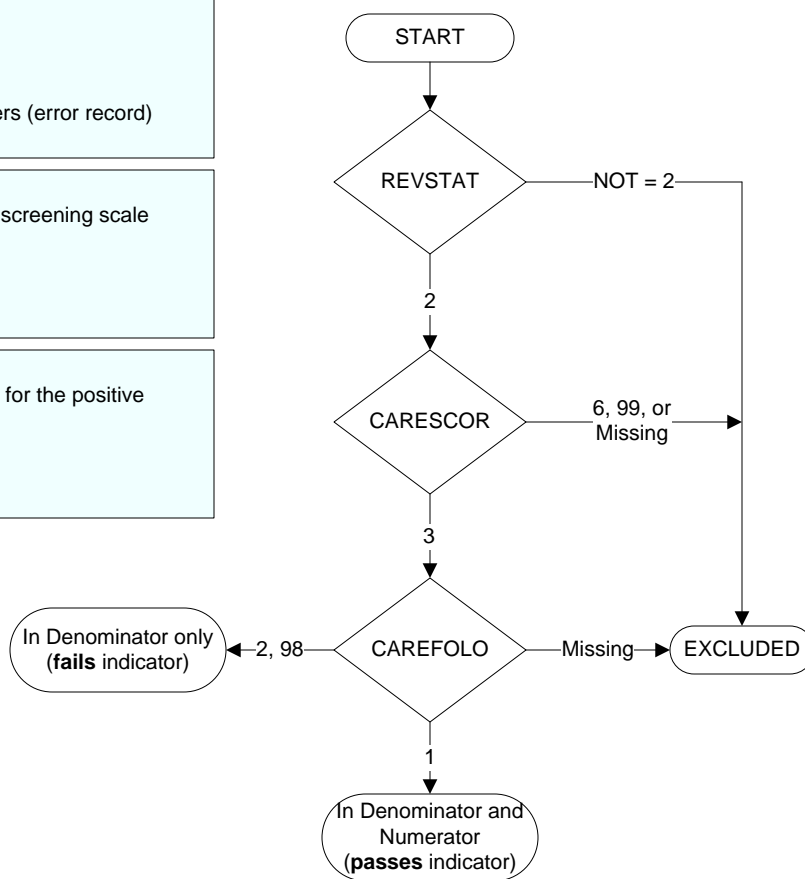 ers (error record)
screening scale
for the positive
START
REVSTAT
NOT = 2
2
CARESCOR
6, 99, or
Missing
3
CAREFOLO
2, 98
In Denominator only
(fails indicator)
Missing
EXCLUDED
1
In Denominator and
Numerator
(passes indicator)